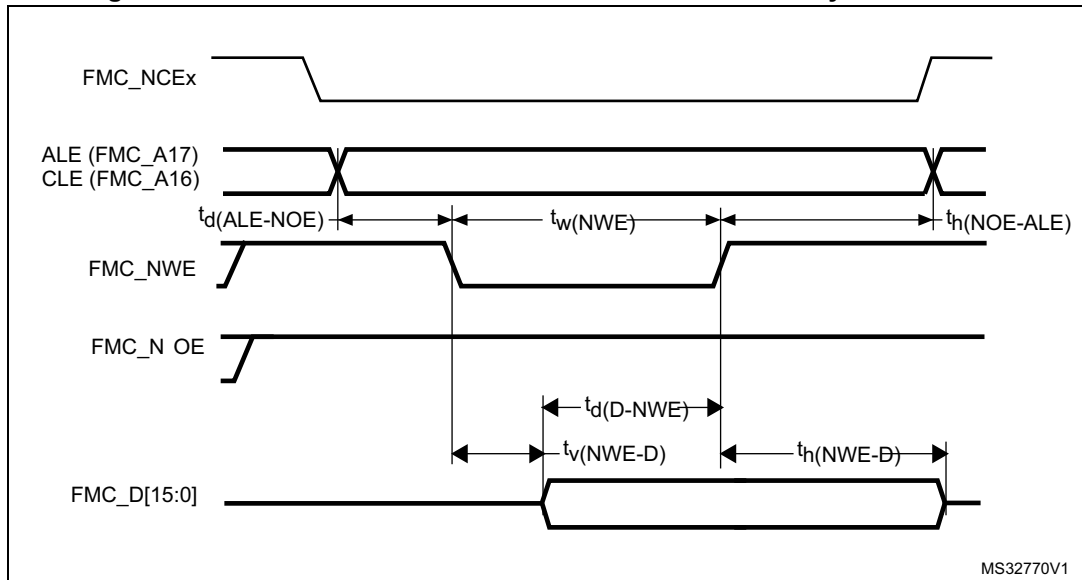 FMC_NCEx
ALE (FMC_A17)
CLE (FMC_A16)
td(ALE-NOE) tw(NWE) th(NOE-ALE)
FMC_NWE
FMC_N OE
td(D-NWE)
tv(NWE-D) th(NWE-D)
FMC_D[15:0]
MS32770V1